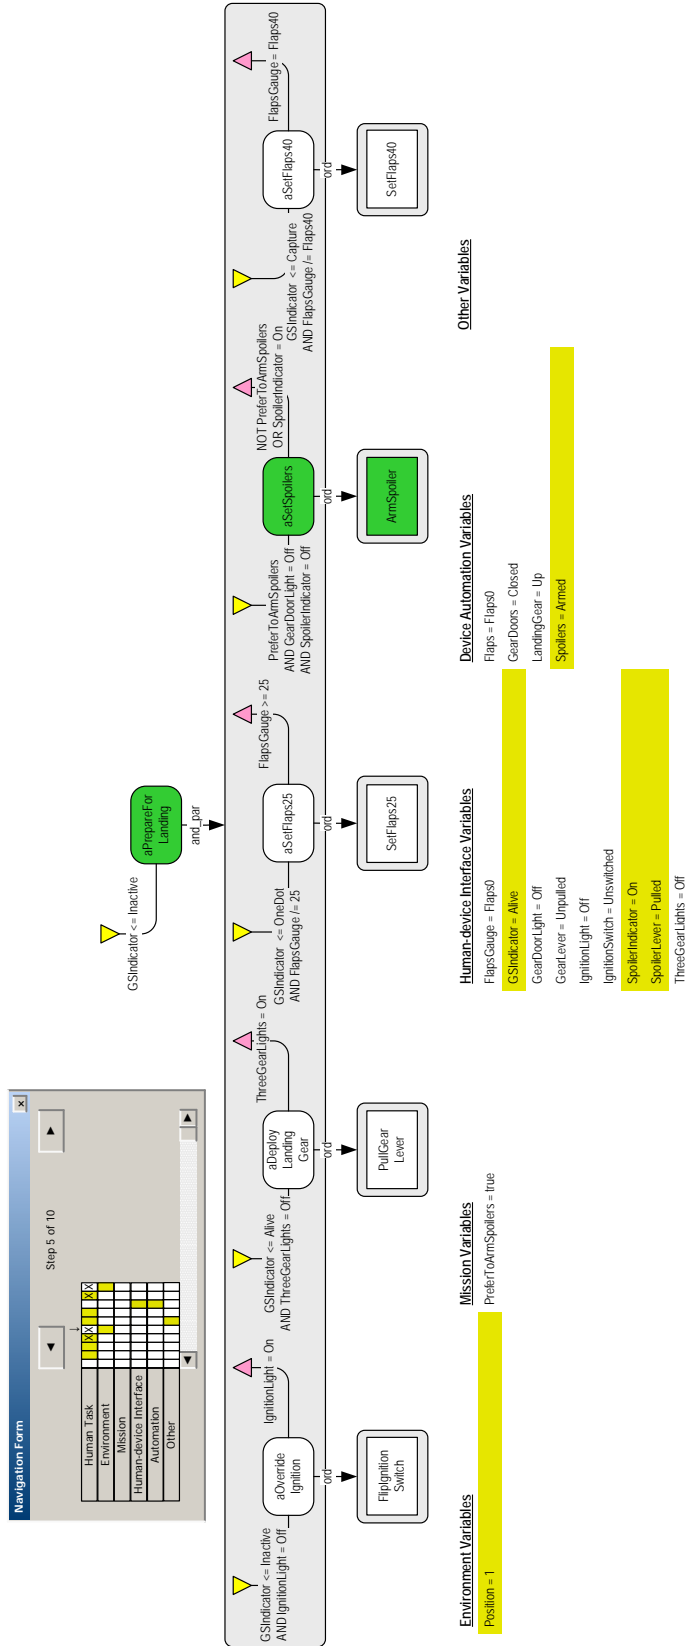 Navigation Form
×
Step 5 of 10
Human Task
X X X X
Environment
Mission
Human-device Interface
Automation
Other
GSIndicator <= Inactive
aPrepareFor
Landing
and_par
GSIndicator <= Inactive
AND IgnitionLight = Off
aOverride
Ignition
IgnitionLight = On
ord
FlipIgnition
Switch
GSIndicator <= Alive
AND ThreeGearLights = Off
aDeploy
Landing
Gear
ThreeGearLights = On
ord
PullGear
Lever
GSIndicator <= OneDot
AND FlapsGauge /= 25
aSetFlaps25
FlapsGauge >= 25
ord
SetFlaps25
PreferToArmSpoilers
AND GearDoorLight = Off
AND SpoilerIndicator = Off
aSetSpoilers
NOT PreferToArmSpoilers
OR SpoilerIndicator = On
ord
ArmSpoiler
GSIndicator <= Capture
AND FlapsGauge /= Flaps40
aSetFlaps40
FlapsGauge = Flaps40
ord
SetFlaps40
Environment Variables
Position = 1
Mission Variables
PreferToArmSpoilers = true
Human-device Interface Variables
FlapsGauge = Flaps0
GSIndicator = Alive
GearDoorLight = Off
GearLever = Unpulled
IgnitionLight = Off
IgnitionSwitch = Unswitched
SpoilerIndicator = On
SpoilerLever = Pulled
ThreeGearLights = Off
Device Automation Variables
Flaps = Flaps0
GearDoors = Closed
LandingGear = Up
Spoilers = Armed
Other Variables